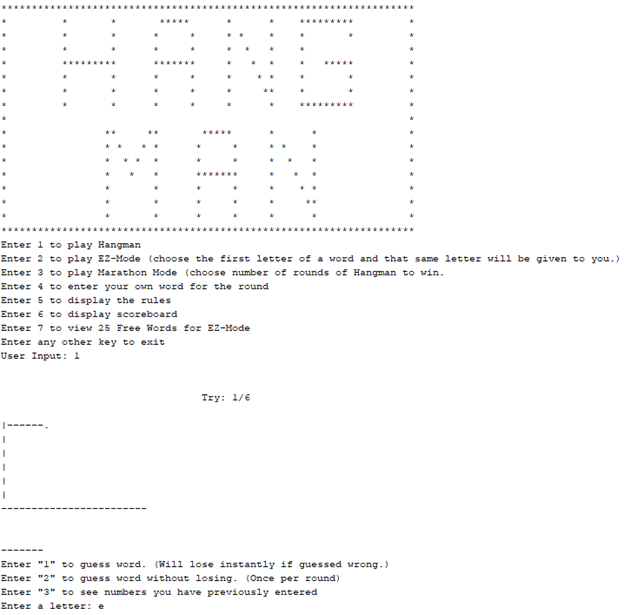 HANG
MAN
Enter 1 to play Hangman
Enter 2 to play EZ-Mode (choose the first letter of a word and that same letter will be given to you.)
Enter 3 to play Marathon Mode (choose number of rounds of Hangman to win.
Enter 4 to enter your own word for the round
Enter 5 to display the rules
Enter 6 to display scoreboard
Enter 7 to view 25 Free Words for EZ-Mode
Enter any other key to exit
User Input: 1
Try: 1/6
|------.
|
|
|
|
|
------------------------
-------
Enter "1" to guess word. (Will lose instantly if guessed wrong.)
Enter "2" to guess word without losing. (Once per round)
Enter "3" to see numbers you have previously entered
Enter a letter: e